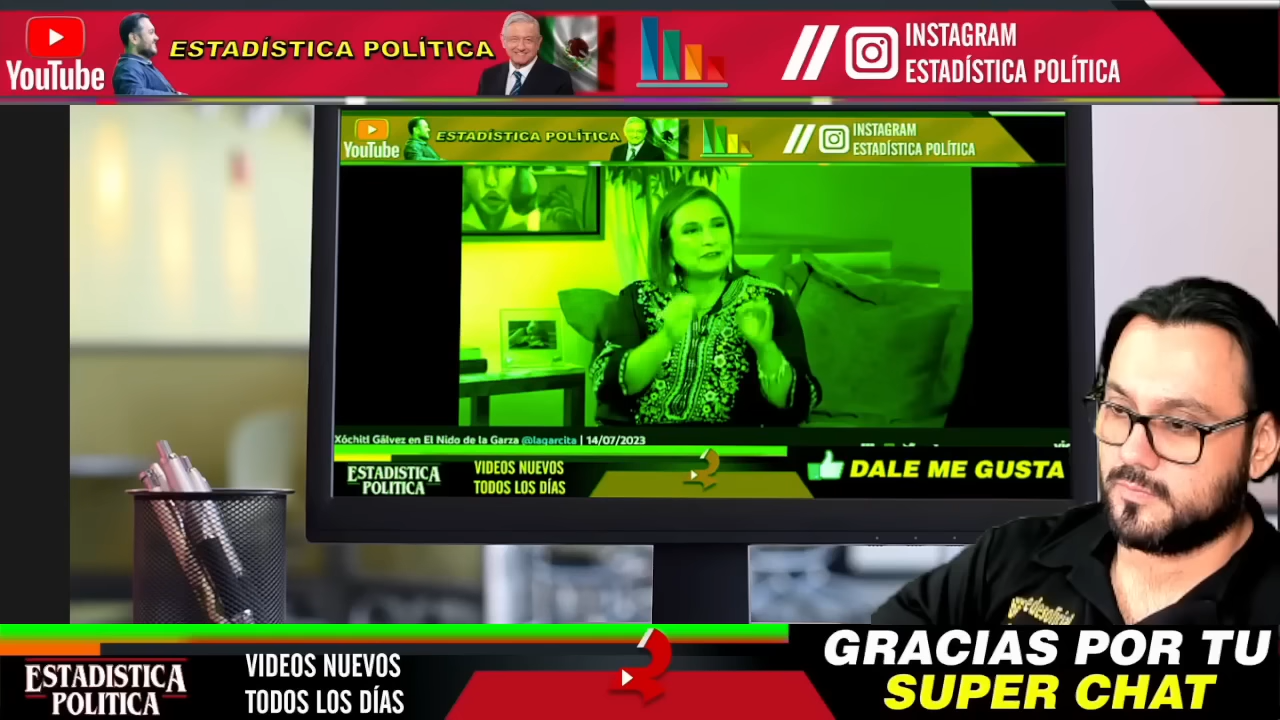 YouTube
ESTADÍSTICA POLÍTICA
INSTAGRAM
ESTADÍSTICA POLÍTICA
YouTube
ESTADÍSTICA POLÍTICA
INSTAGRAM
ESTADÍSTICA POLÍTICA
Xóchitl Gálvez en El Nido de la Garza @lagarcita | 14/07/2023
ESTADISTICA
POLITICA
VIDEOS NUEVOS
TODOS LOS DÍAS
DALE ME GUSTA
ESTADISTICA
POLITICA
VIDEOS NUEVOS
TODOS LOS DÍAS
GRACIAS POR TU
SUPER CHAT